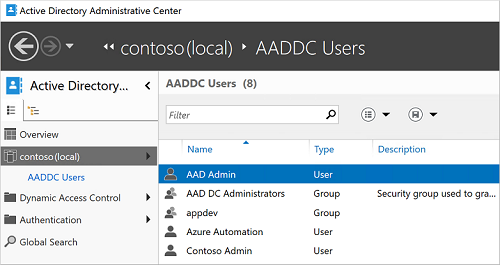 Active Directory Administrative Center
contoso (local) AADDC Users
Active Directory...
Overview
contoso (local)
AADDC Users
Dynamic Access Control
Authentication
Global Search
AADDC Users (8)
Filter
Name Type Description
AAD Admin User
AAD DC Administrators Group Security group used to gra...
appdev Group
Azure Automation User
Contoso Admin User